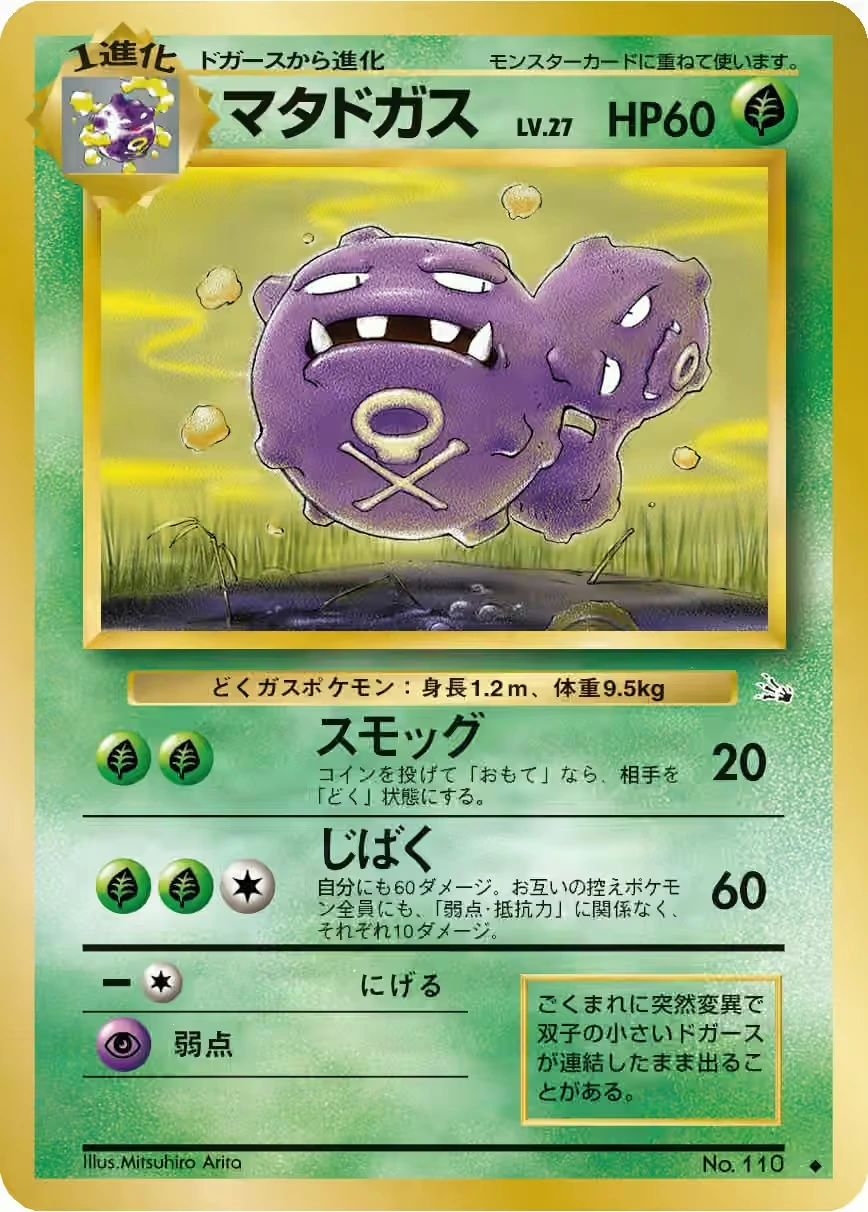 1進化
ドガースから進化
モンスターカードに重ねて使います。
マタドガス LV.27 HP60
どくガスポケモン：身長1.2m、体重9.5kg
スモッグ 20
コインを投げて「おもて」なら、相手を
「どく」状態にする。
じばく 60
自分にも60ダメージ。お互いの控えポケモ
ン全員にも、「弱点・抵抗力」に関係なく、
それぞれ10ダメージ。
にげる
弱点
ごくまれに突然変異で
双子の小さいドガース
が連結したまま出るこ
とがある。
Illus.Mitsuhiro Arita
No. 110